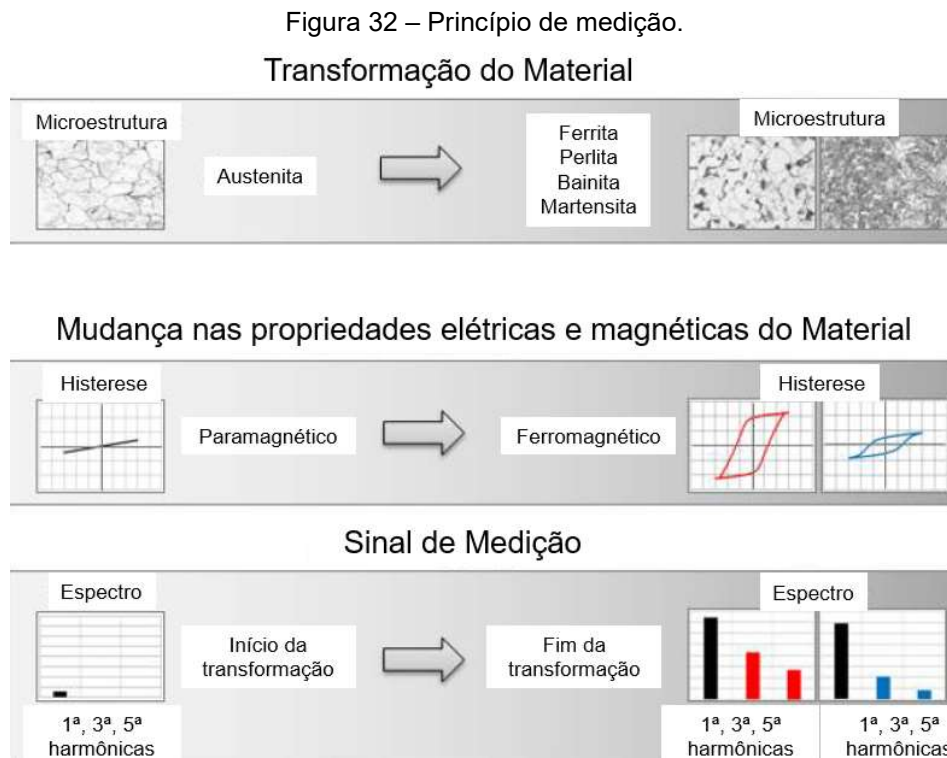 Figura 32 – Princípio de medição.
Transformação do Material
Microestrutura
Austenita
Ferrita
Perlita
Bainita
Martensita
Microestrutura
Mudança nas propriedades elétricas e magnéticas do Material
Histerese
Paramagnético
Ferromagnético
Histerese
Sinal de Medição
Espectro
Início da
transformação
Fim da
transformação
Espectro
1ª, 3ª, 5ª
harmônicas
1ª, 3ª, 5ª
harmônicas
1ª, 3ª, 5ª
harmônicas